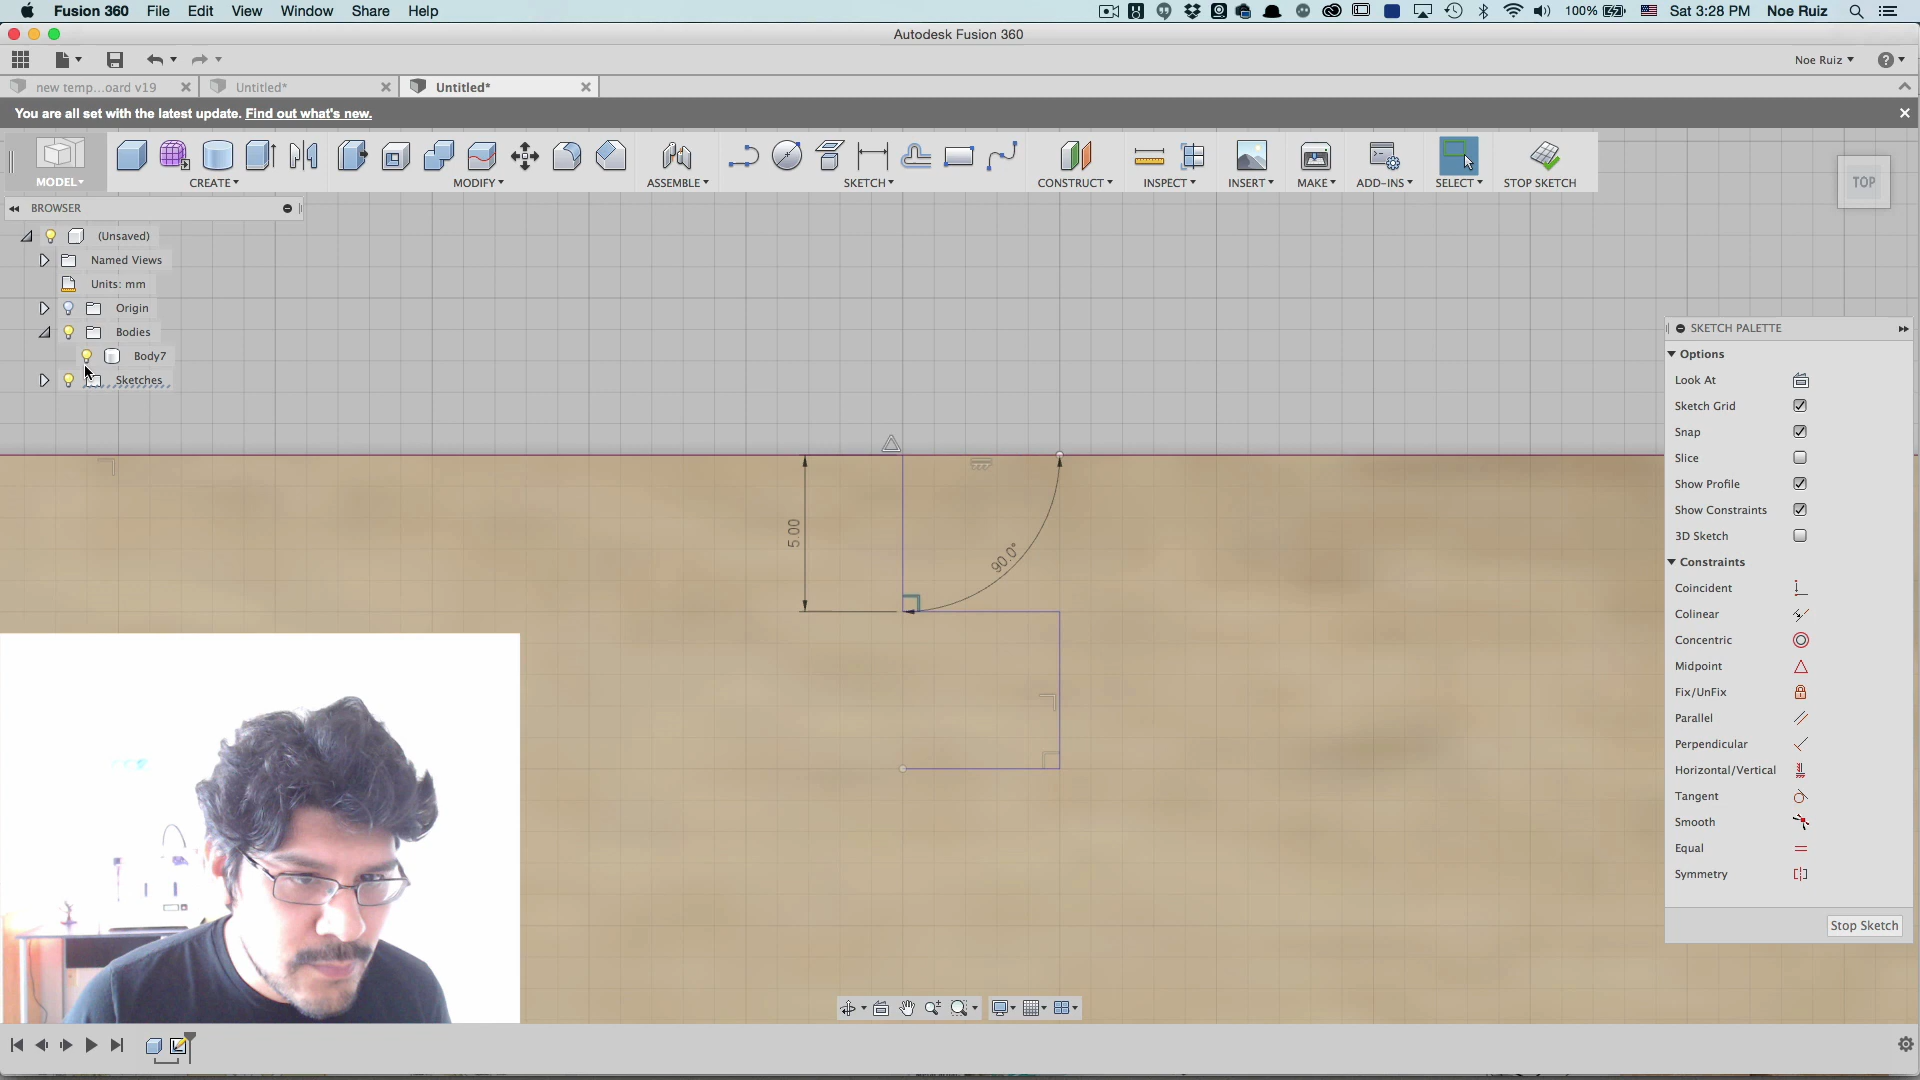 Fusion 360 File Edit View Window Share Help 100% Sat 3:28 PM Noe Ruiz
Autodesk Fusion 360
Noe Ruiz ?
new temp...oard v19 Untitled* Untitled*
You are all set with the latest update. Find out what's new.
MODEL CREATE MODIFY ASSEMBLE SKETCH CONSTRUCT INSPECT INSERT MAKE ADD-INS SELECT STOP SKETCH
TOP
BROWSER
(Unsaved)
Named Views
Units: mm
Origin
Bodies
Body7
Sketches
5.00
90.0°
SKETCH PALETTE
Options
Look At
Sketch Grid
Snap
Slice
Show Profile
Show Constraints
3D Sketch
Constraints
Coincident
Colinear
Concentric
Midpoint
Fix/UnFix
Parallel
Perpendicular
Horizontal/Vertical
Tangent
Smooth
Equal
Symmetry
Stop Sketch